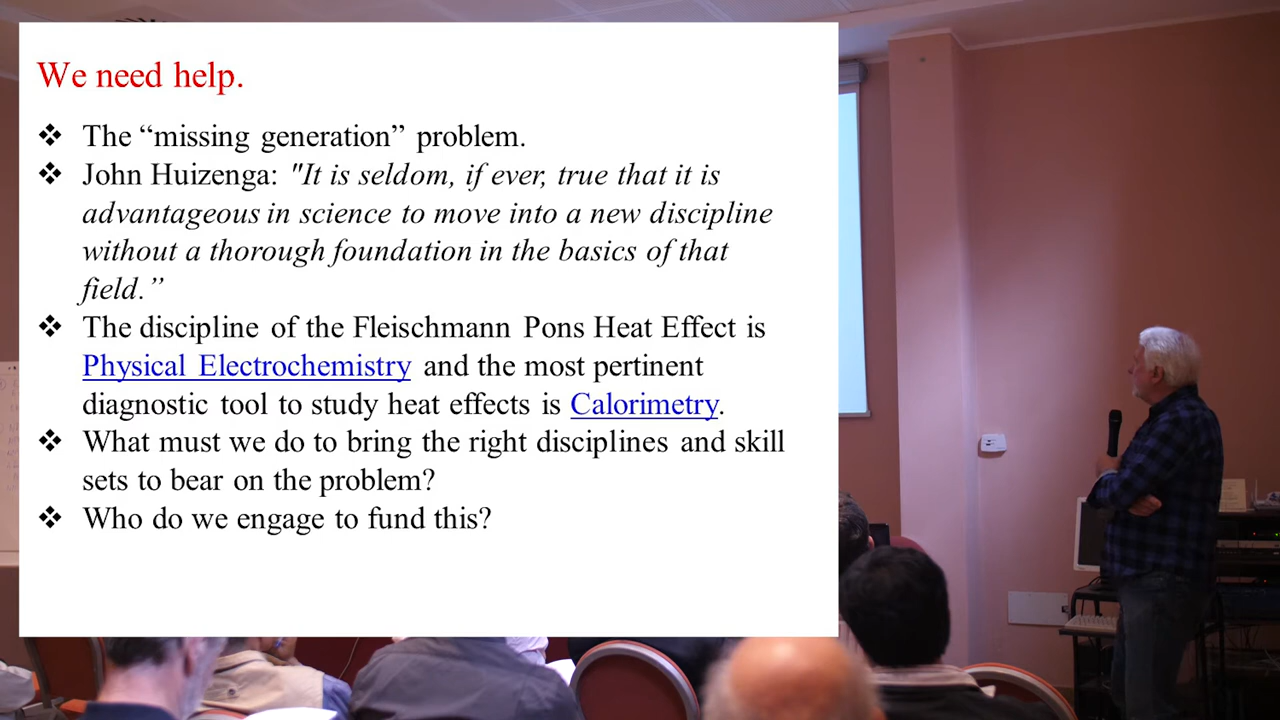 We need help.
❖ The “missing generation” problem.
❖ John Huizenga: "It is seldom, if ever, true that it is
advantageous in science to move into a new discipline
without a thorough foundation in the basics of that
field.”
❖ The discipline of the Fleischmann Pons Heat Effect is
Physical Electrochemistry and the most pertinent
diagnostic tool to study heat effects is Calorimetry.
❖ What must we do to bring the right disciplines and skill
sets to bear on the problem?
❖ Who do we engage to fund this?